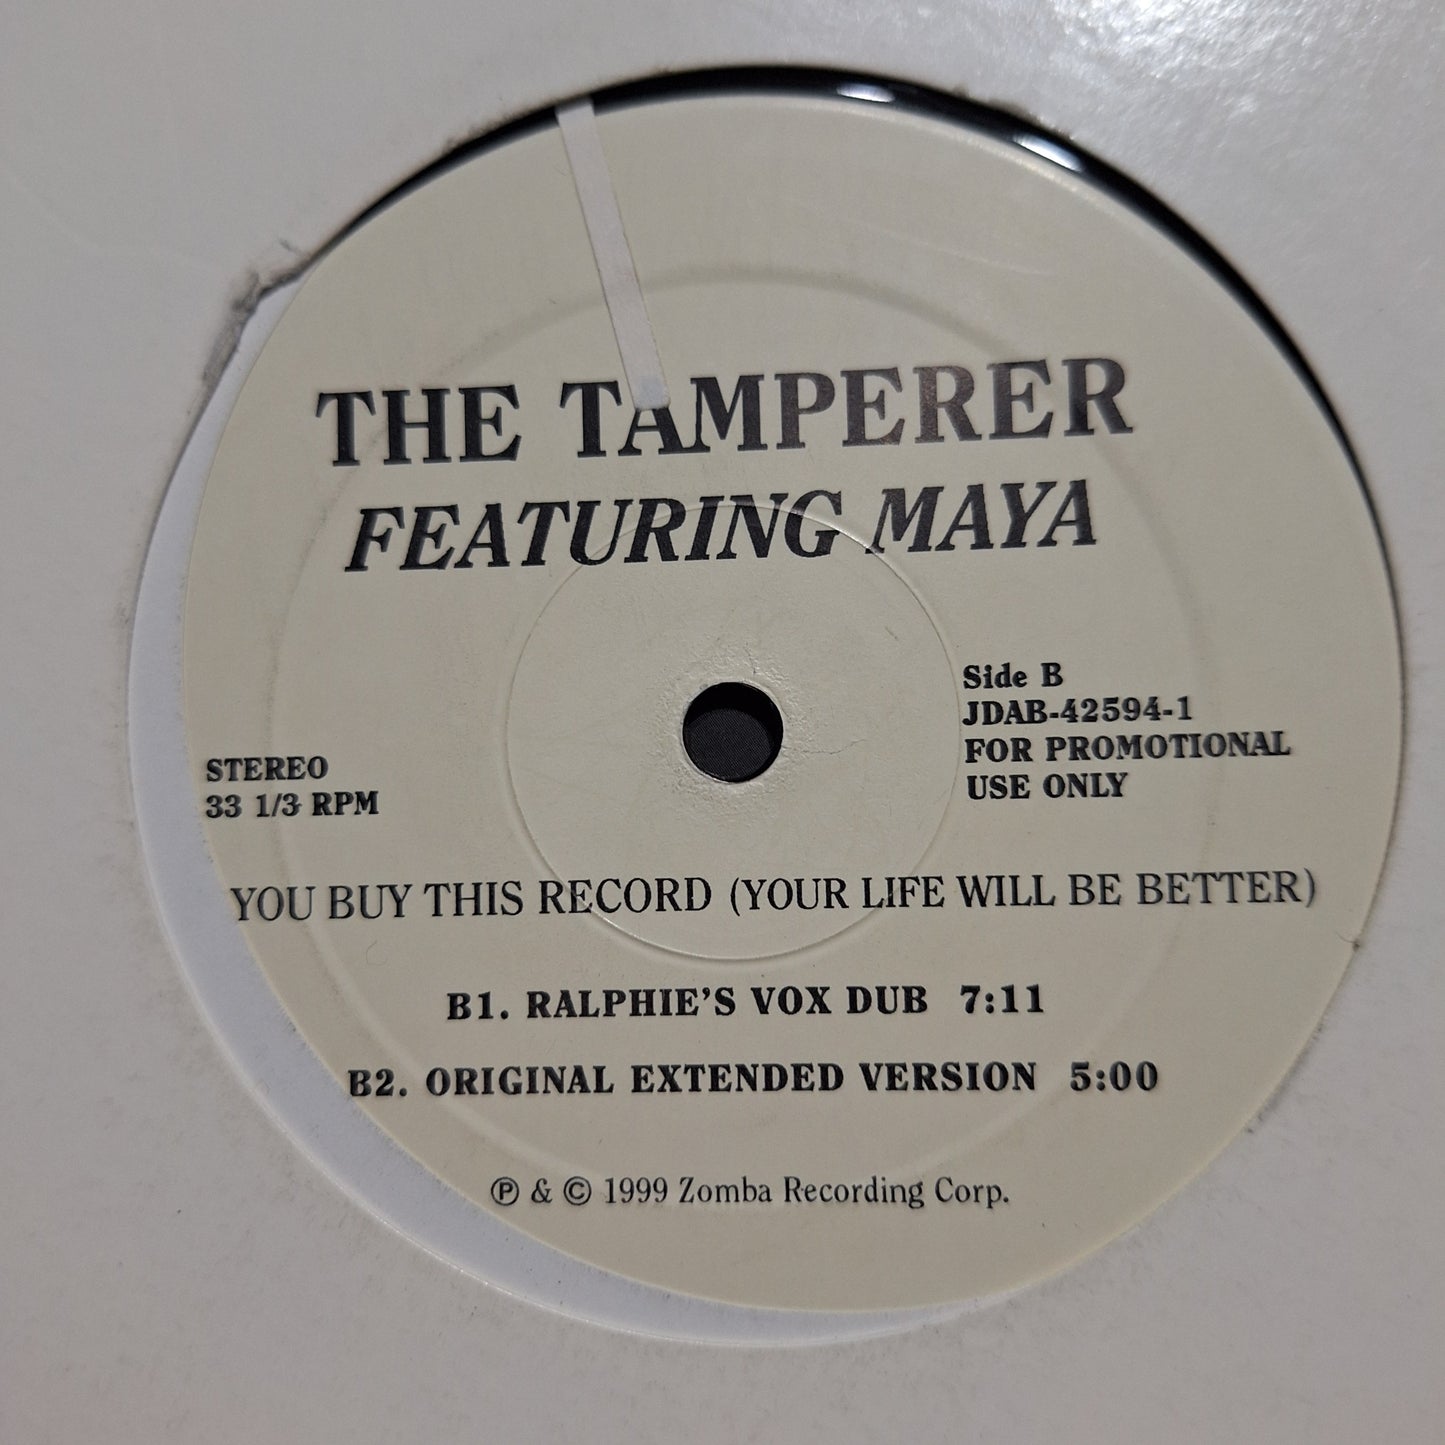 THE TAMPERER
FEATURING MAYA
Side B
JDAB-42594-1
FOR PROMOTIONAL
USE ONLY
STEREO
33 1/3 RPM
YOU BUY THIS RECORD (YOUR LIFE WILL BE BETTER)
B1. RALPHIE'S VOX DUB 7:11
B2. ORIGINAL EXTENDED VERSION 5:00
℗ & © 1999 Zomba Recording Corp.